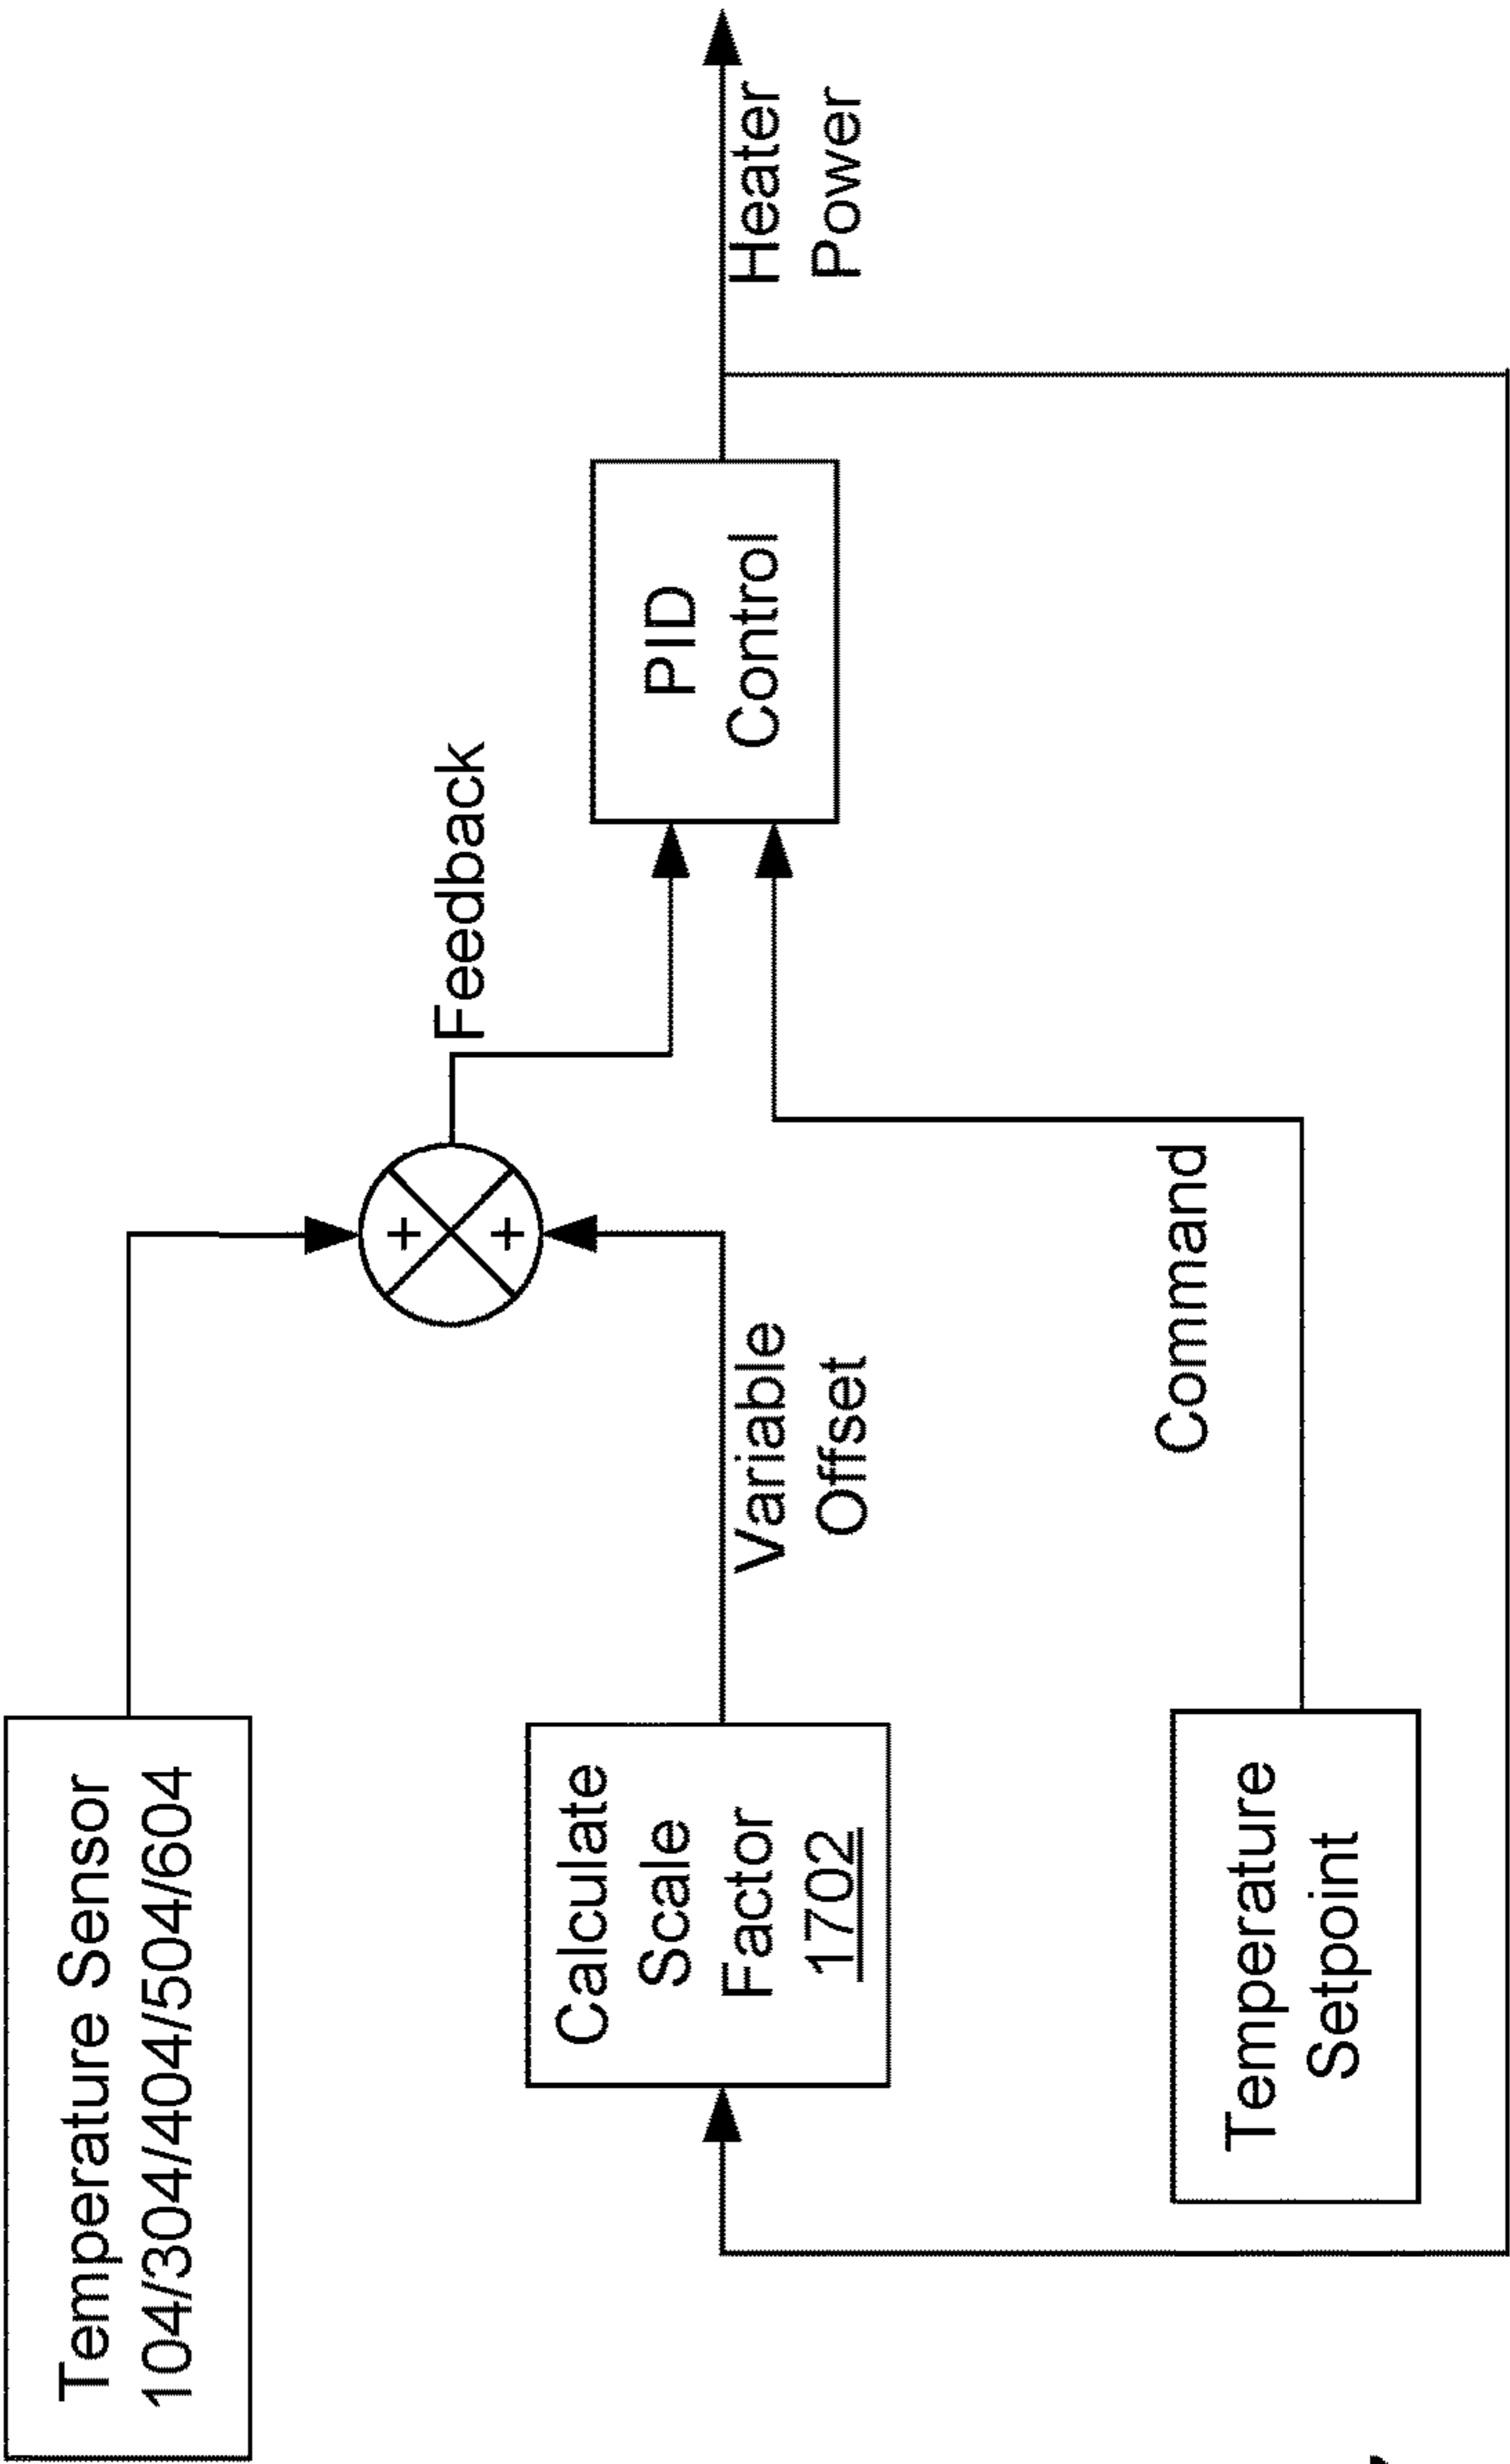 Temperature Sensor
104/304/404/504/604
Feedback
Calculate
Scale
Factor
1702
Variable
Offset
PID
Control
Heater
Power
Command
Temperature
Setpoint